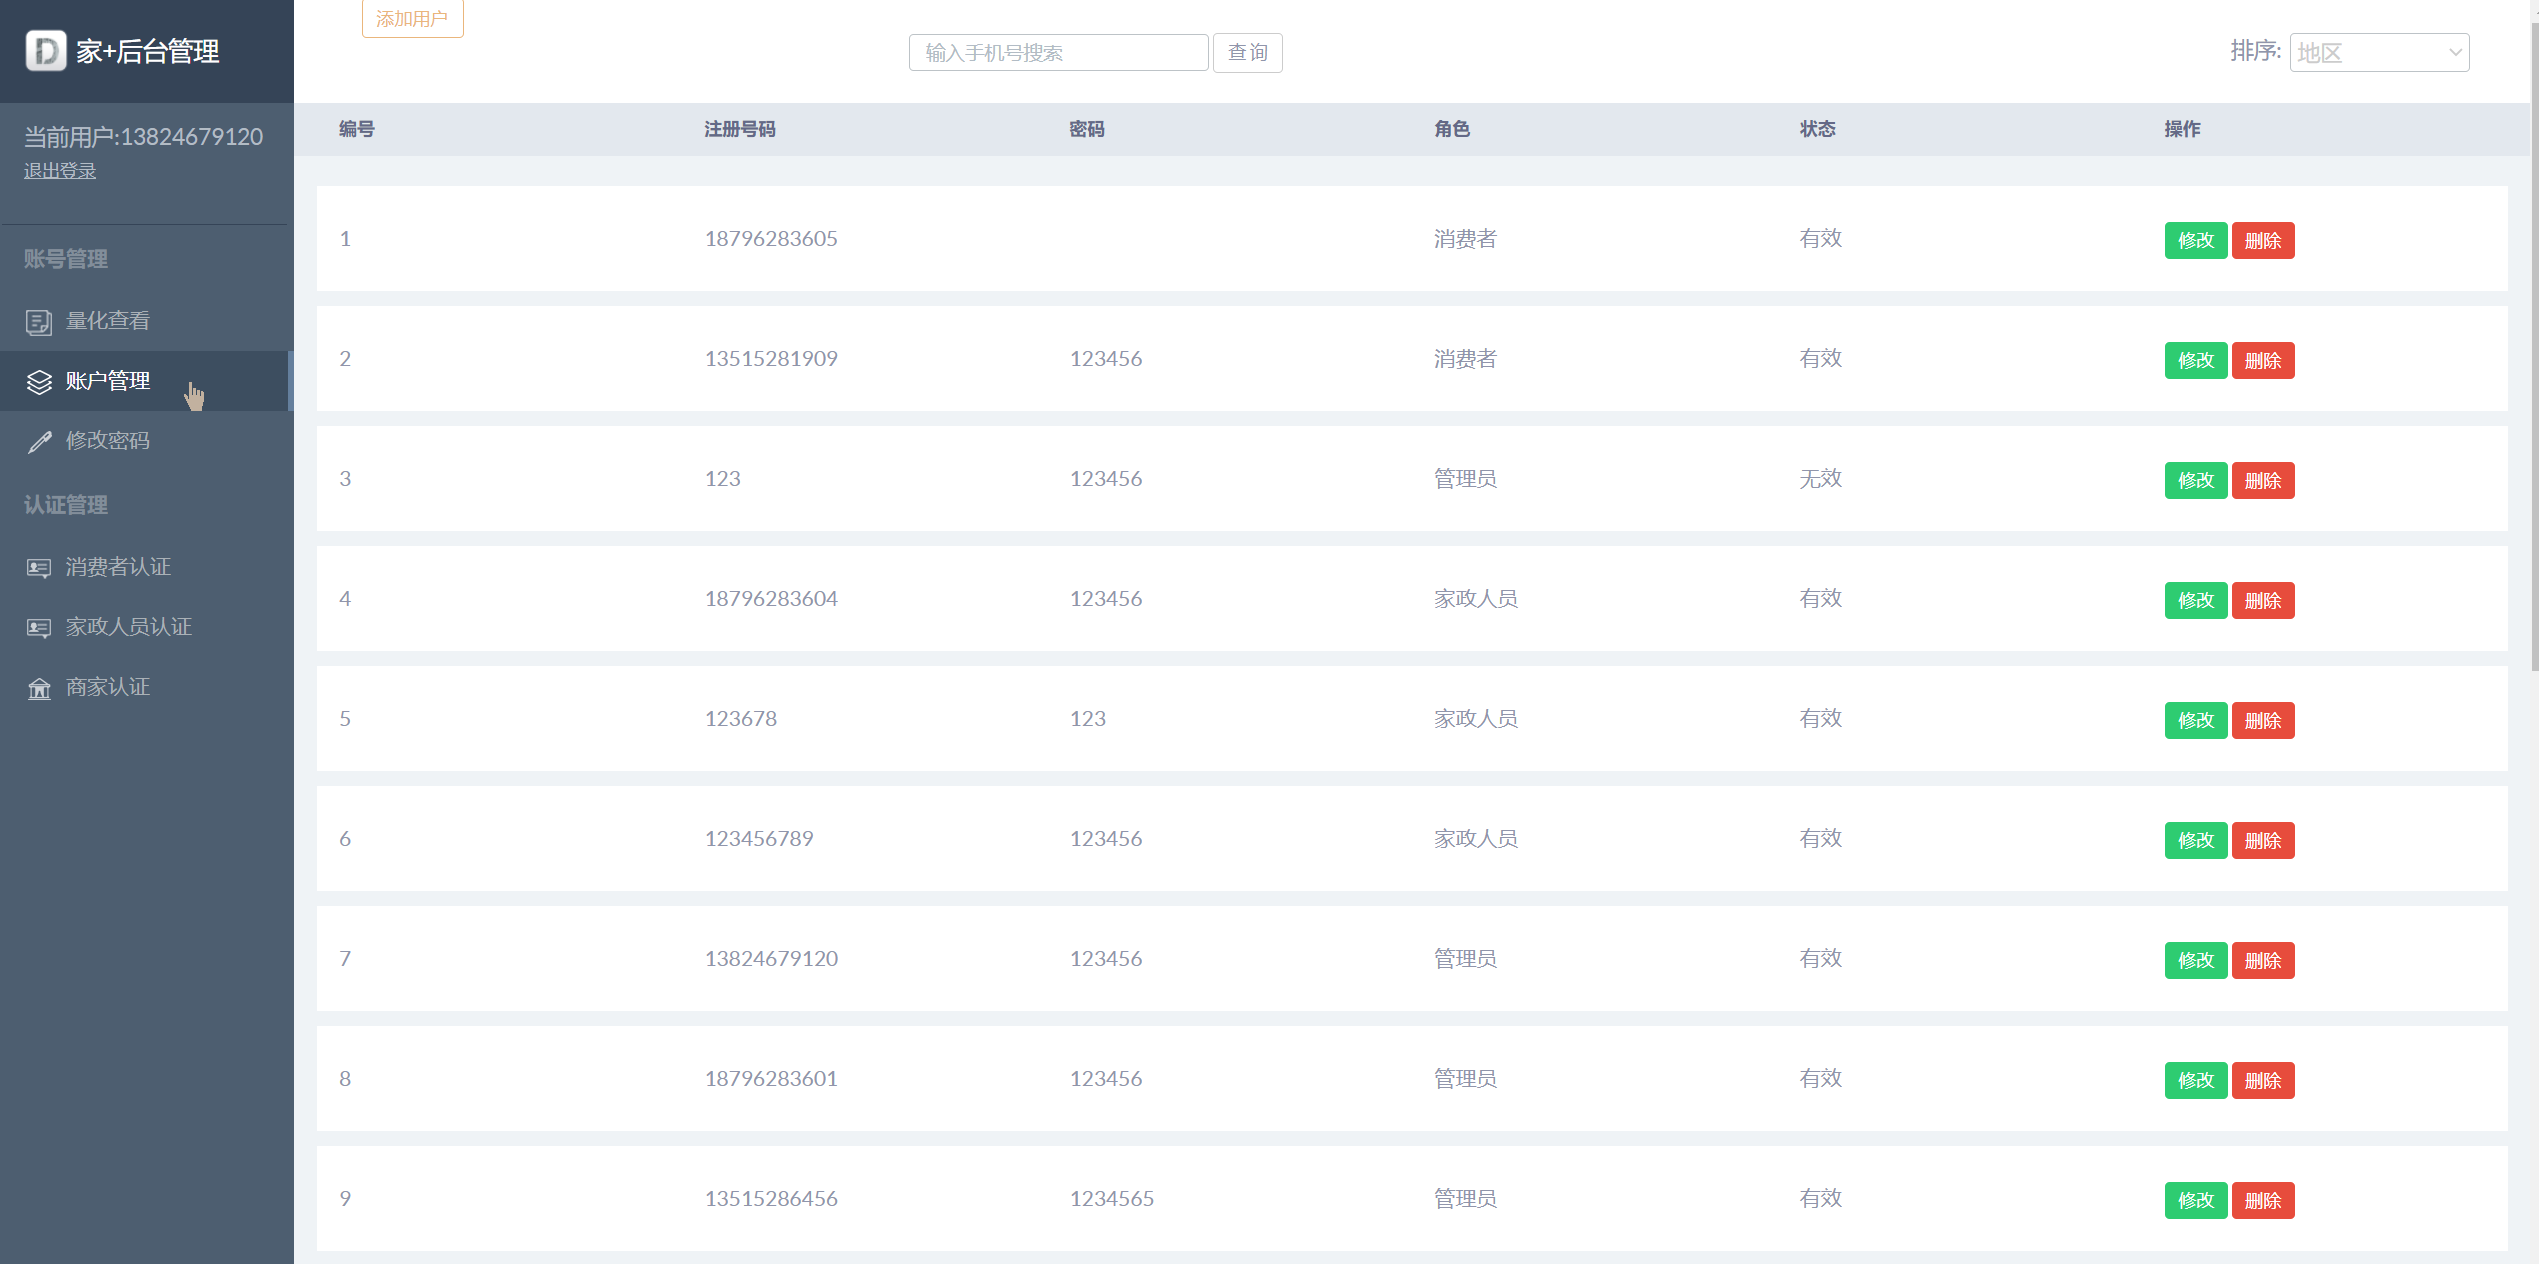 家+后台管理
当前用户:13824679120
退出登录
账号管理
量化查看
账户管理
修改密码
认证管理
消费者认证
家政人员认证
商家认证
添加用户
输入手机号搜索 查询
排序: 地区
编号 注册号码 密码 角色 状态 操作
1 18796283605 消费者 有效 修改 删除
2 13515281909 123456 消费者 有效 修改 删除
3 123 123456 管理员 无效 修改 删除
4 18796283604 123456 家政人员 有效 修改 删除
5 123678 123 家政人员 有效 修改 删除
6 123456789 123456 家政人员 有效 修改 删除
7 13824679120 123456 管理员 有效 修改 删除
8 18796283601 123456 管理员 有效 修改 删除
9 13515286456 1234565 管理员 有效 修改 删除